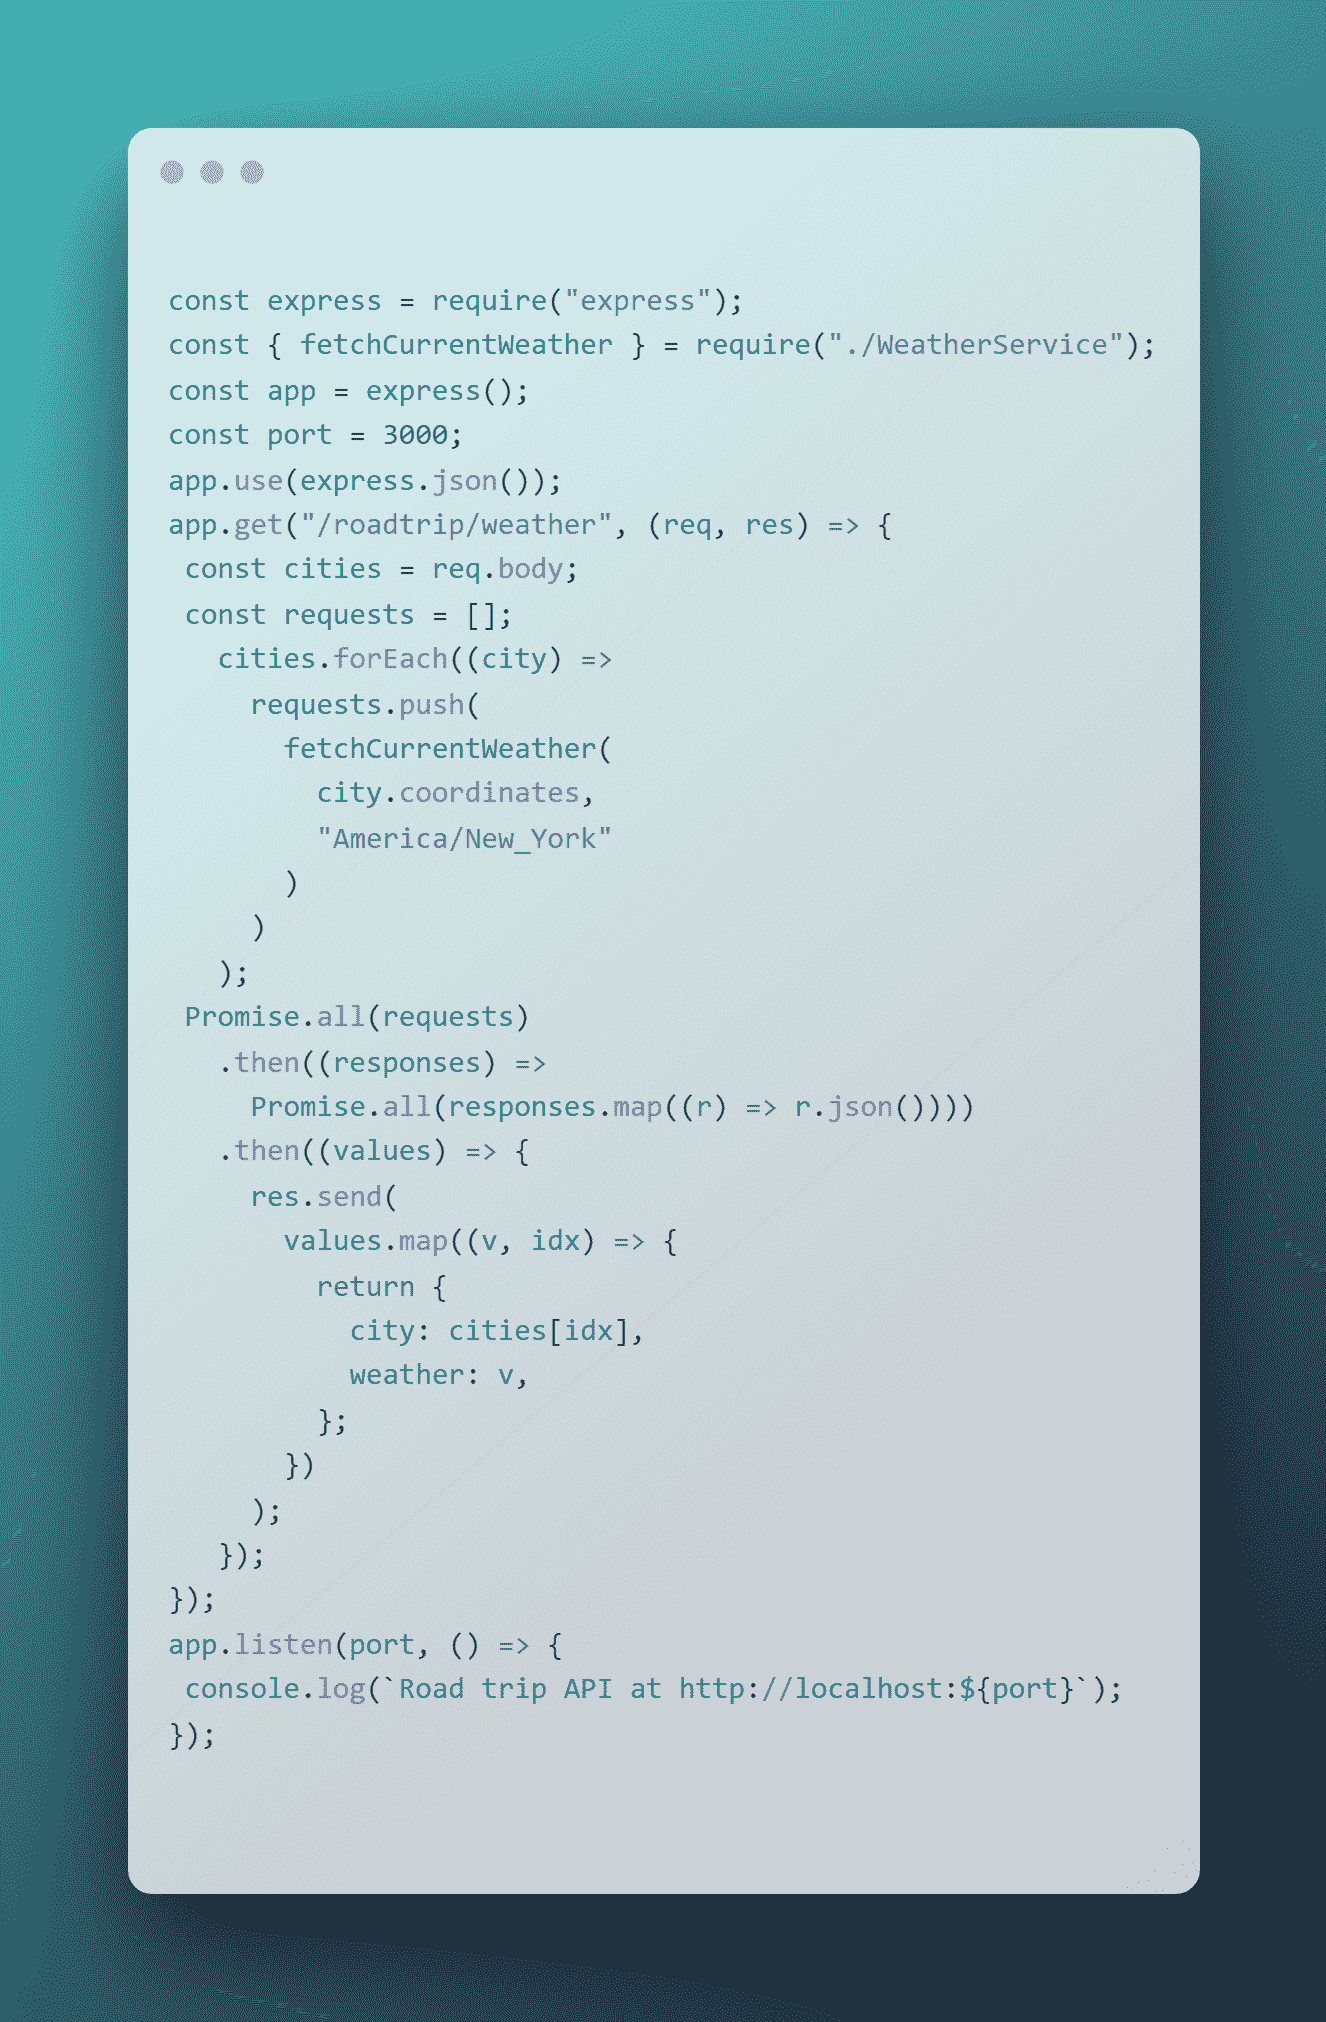 const express = require("express");
const { fetchCurrentWeather } = require("./WeatherService");
const app = express();
const port = 3000;
app.use(express.json());
app.get("/roadtrip/weather", (req, res) => {
 const cities = req.body;
 const requests = [];
   cities.forEach((city) =>
     requests.push(
       fetchCurrentWeather(
         city.coordinates,
         "America/New_York"
       )
     )
   );
 Promise.all(requests)
   .then((responses) =>
     Promise.all(responses.map((r) => r.json())))
   .then((values) => {
     res.send(
       values.map((v, idx) => {
         return {
           city: cities[idx],
           weather: v,
         };
       })
     );
   });
});
app.listen(port, () => {
 console.log(`Road trip API at http://localhost:${port}`);
});